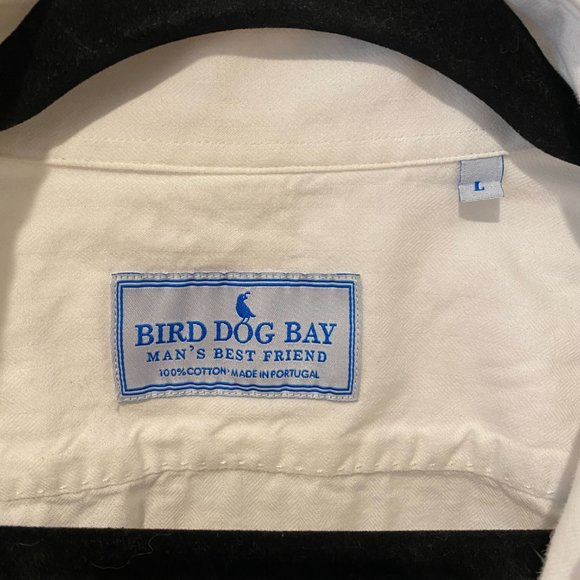 L
BIRD DOG BAY
MAN'S BEST FRIEND
100% COTTON · MADE IN PORTUGAL